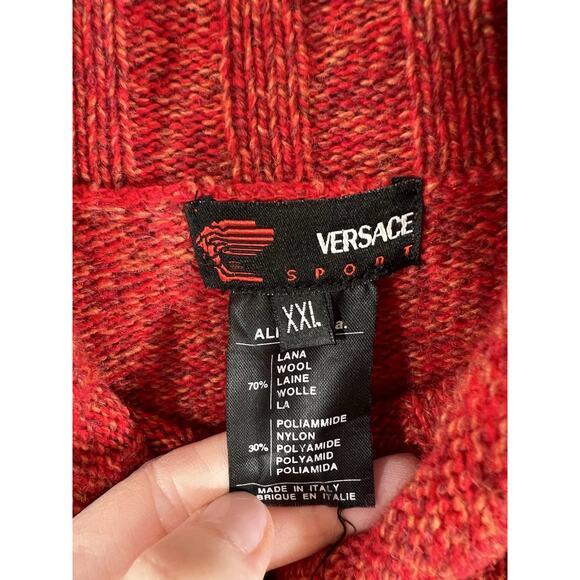 VERSACE
SPORT
XXL
a.
70%
LANA
WOOL
LAINE
WOLLE
LA
30%
POLIAMMIDE
NYLON
POLYAMIDE
POLYAMID
POLIAMIDA
MADE IN ITALY
EN ITALIE